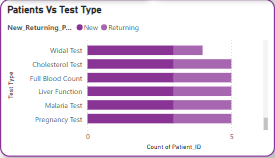 Patients Vs Test Type
New_Returning_P... New Returning
Widal Test
Cholesterol Test
Full Blood Count
Liver Function
Malaria Test
Pregnancy Test
Test Type
0 5
Count of Patient_ID